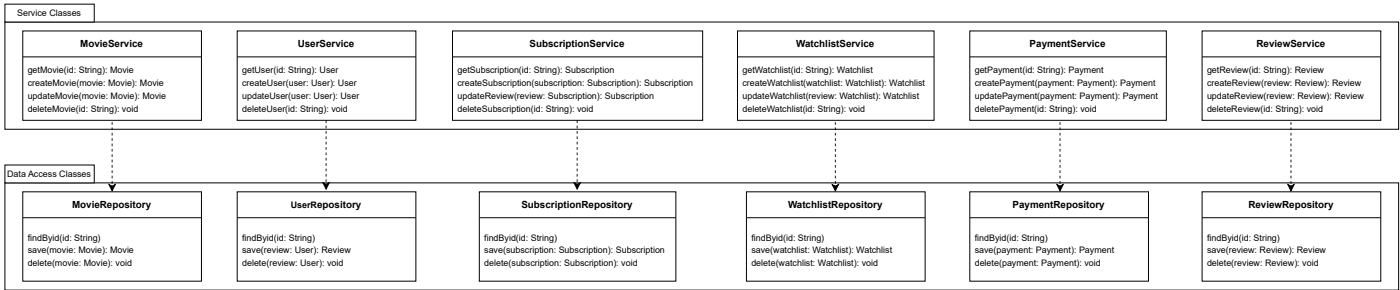 Service Classes
MovieService
getMovie(id: String): Movie
createMovie(movie: Movie): Movie
updateMovie(movie: Movie): Movie
deleteMovie(id: String): void
UserService
getUser(id: String): User
createUser(user: User): User
updateUser(user: User): User
deleteUser(id: String): void
SubscriptionService
getSubscription(id: String): Subscription
createSubscription(subscription: Subscription): Subscription
updateReview(review: Subscription): Subscription
deleteSubscription(id: String): void
WatchlistService
getWatchlist(id: String): Watchlist
createWatchlist(watchlist: Watchlist): Watchlist
updateWatchlist(review: Watchlist): Watchlist
deleteWatchlist(id: String): void
PaymentService
getPayment(id: String): Payment
createPayment(payment: Payment): Payment
updatePayment(payment: Payment): Payment
deletePayment(id: String): void
ReviewService
getReview(id: String): Review
createReview(review: Review): Review
updateReview(review: Review): Review
deleteReview(id: String): void
Data Access Classes
MovieRepository
findByid(id: String)
save(movie: Movie): Movie
delete(movie: Movie): void
UserRepository
findByid(id: String)
save(review: User): Review
delete(review: User): void
SubscriptionRepository
findByid(id: String)
save(subscription: Subscription): Subscription
delete(subscription: Subscription): void
WatchlistRepository
findByid(id: String)
save(watchlist: Watchlist): Watchlist
delete(watchlist: Watchlist): void
PaymentRepository
findByid(id: String)
save(payment: Payment): Payment
delete(payment: Payment): void
ReviewRepository
findByid(id: String)
save(review: Review): Review
delete(review: Review): void